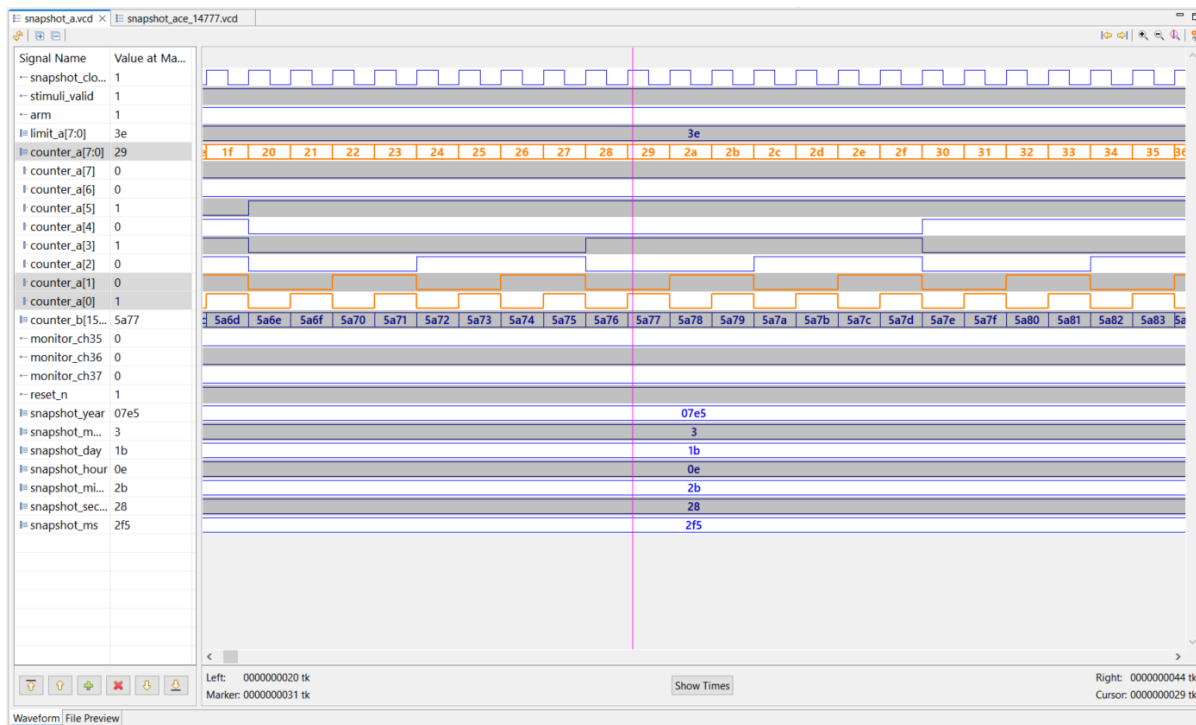 snapshot_a.vcd snapshot_ace_14777.vcd
Signal Name Value at Ma...
snapshot_clo... 1
stimuli_valid 1
arm 1
limit_a[7:0] 3e 3e
counter_a[7:0] 29 1f 20 21 22 23 24 25 26 27 28 29 2a 2b 2c 2d 2e 2f 30 31 32 33 34 35 36
counter_a[7] 0
counter_a[6] 0
counter_a[5] 1
counter_a[4] 0
counter_a[3] 1
counter_a[2] 0
counter_a[1] 0
counter_a[0] 1
counter_b[15... 5a77 5a6d 5a6e 5a6f 5a70 5a71 5a72 5a73 5a74 5a75 5a76 5a77 5a78 5a79 5a7a 5a7b 5a7c 5a7d 5a7e 5a7f 5a80 5a81 5a82 5a83
monitor_ch35 0
monitor_ch36 0
monitor_ch37 0
reset_n 1
snapshot_year 07e5 07e5
snapshot_m... 3 3
snapshot_day 1b 1b
snapshot_hour 0e 0e
snapshot_mi... 2b 2b
snapshot_sec... 28 28
snapshot_ms 2f5 2f5
Left: 0000000020 tk Show Times Right: 0000000044 tk
Marker: 0000000031 tk Cursor: 0000000029 tk
Waveform File Preview